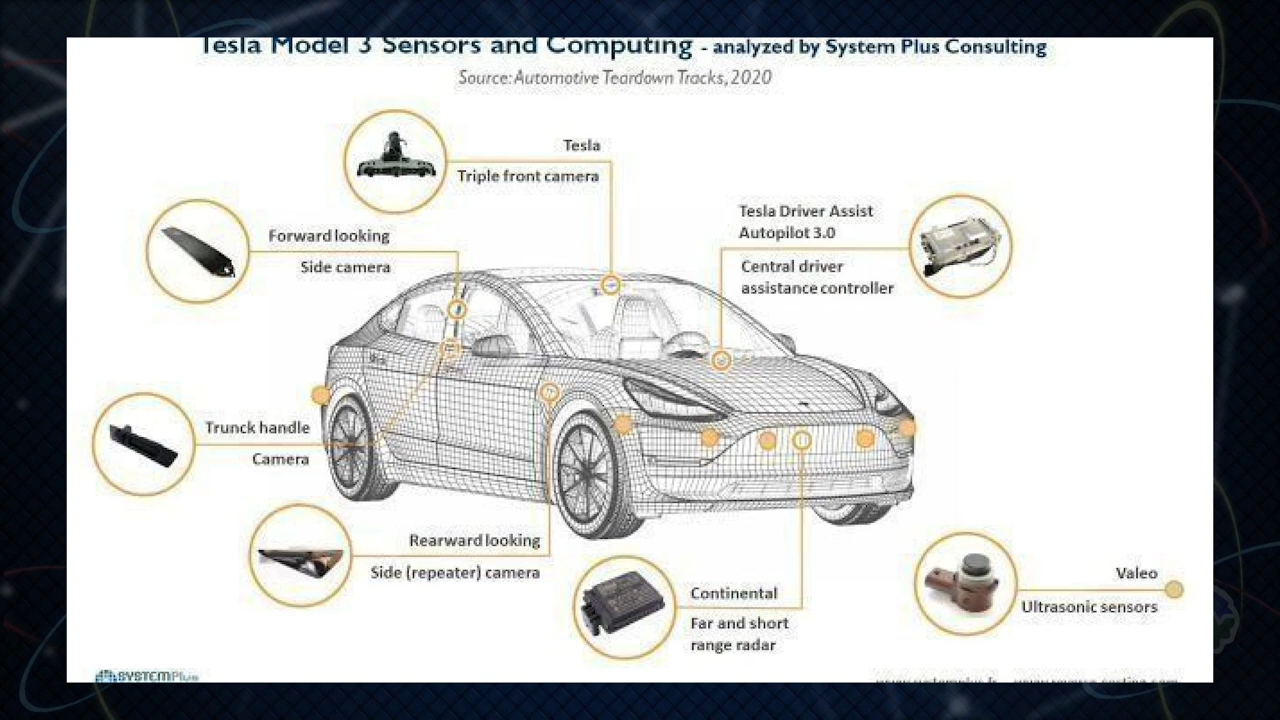 Tesla Model 3 Sensors and Computing - analyzed by System Plus Consulting
Source: Automotive Teardown Tracks, 2020
Tesla
Triple front camera
Forward looking
Side camera
Tesla Driver Assist
Autopilot 3.0
Central driver
assistance controller
Trunck handle
Camera
Rearward looking
Side (repeater) camera
Continental
Far and short
range radar
Valeo
Ultrasonic sensors
SYSTEMPlus